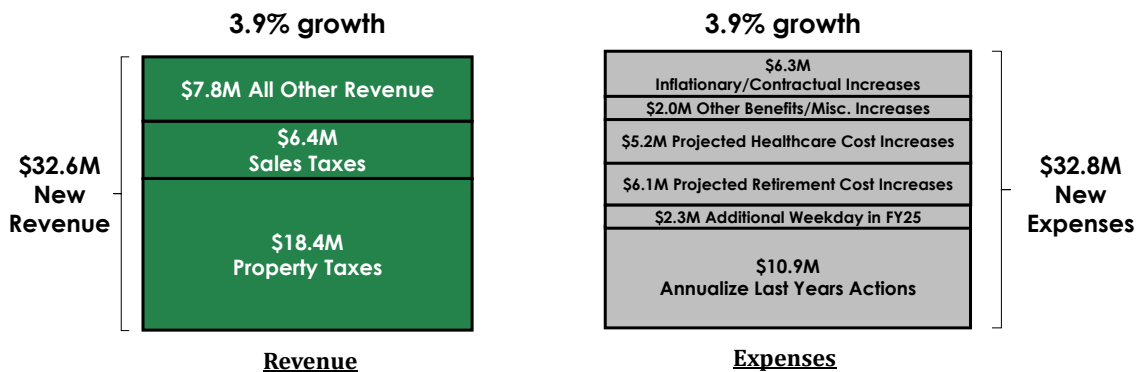 3.9% growth
$32.6M
New
Revenue
$7.8M All Other Revenue
$6.4M
Sales Taxes
$18.4M
Property Taxes
Revenue
3.9% growth
$6.3M
Inflationary/Contractual Increases
$2.0M Other Benefits/Misc. Increases
$5.2M Projected Healthcare Cost Increases
$6.1M Projected Retirement Cost Increases
$2.3M Additional Weekday in FY25
$10.9M
Annualize Last Years Actions
$32.8M
New
Expenses
Expenses